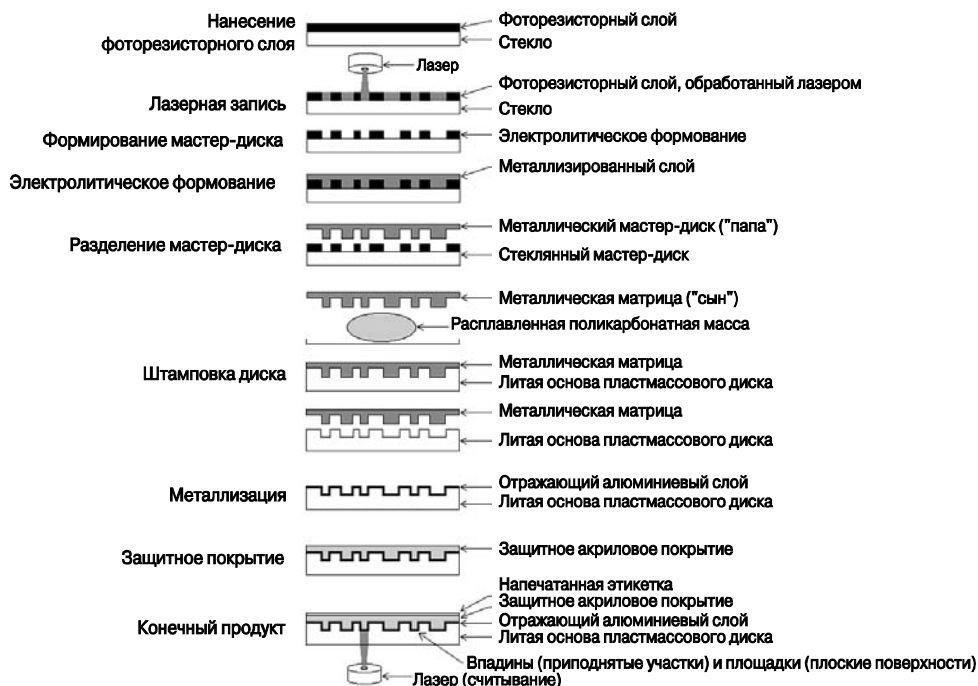 Нанесение
фоторезисторного слоя
Фоторезисторный слой
Стекло
Лазер
Лазерная запись
Фоторезисторный слой, обработанный лазером
Стекло
Формирование мастер-диска
Электролитическое формование
Электролитическое формование
Металлизированный слой
Разделение мастер-диска
Металлический мастер-диск ("папа")
Стеклянный мастер-диск
Металлическая матрица ("сын")
Расплавленная поликарбонатная масса
Штамповка диска
Металлическая матрица
Литая основа пластмассового диска
Металлическая матрица
Литая основа пластмассового диска
Металлизация
Отражающий алюминиевый слой
Литая основа пластмассового диска
Защитное покрытие
Защитное акриловое покрытие
Конечный продукт
Напечатанная этикетка
Защитное акриловое покрытие
Отражающий алюминиевый слой
Литая основа пластмассового диска
Впадины (приподнятые участки) и площадки (плоские поверхности)
Лазер (считывание)